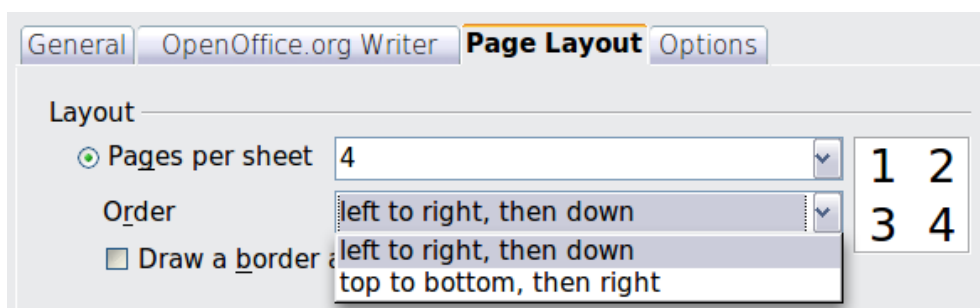 General OpenOffice.org Writer Page Layout Options
Layout
Pages per sheet 4
1 2
Order left to right, then down
3 4
Draw a border
left to right, then down
top to bottom, then right